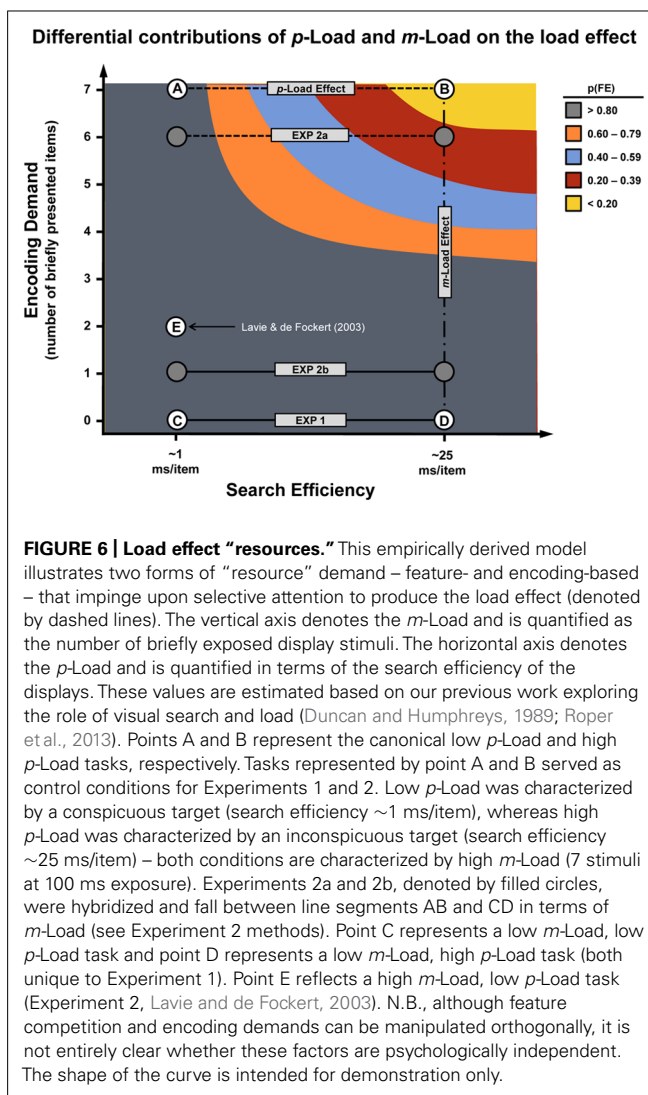 Differential contributions of p-Load and m-Load on the load effect
7
A
p-Load Effect
B
p(FE)
> 0.80
6
EXP 2a
0.60 – 0.79
0.40 – 0.59
5
0.20 – 0.39
< 0.20
Encoding Demand
(number of briefly presented items)
4
m-Load Effect
3
2
E
Lavie & de Fockert (2003)
1
EXP 2b
0
C
EXP 1
D
~1
ms/item
~25
ms/item
Search Efficiency
FIGURE 6 | Load effect “resources.” This empirically derived model
illustrates two forms of “resource” demand – feature- and encoding-based
– that impinge upon selective attention to produce the load effect (denoted
by dashed lines). The vertical axis denotes the m-Load and is quantified as
the number of briefly exposed display stimuli. The horizontal axis denotes
the p-Load and is quantified in terms of the search efficiency of the
displays. These values are estimated based on our previous work exploring
the role of visual search and load (Duncan and Humphreys, 1989; Roper
et al., 2013). Points A and B represent the canonical low p-Load and high
p-Load tasks, respectively. Tasks represented by point A and B served as
control conditions for Experiments 1 and 2. Low p-Load was characterized
by a conspicuous target (search efficiency ∼1 ms/item), whereas high
p-Load was characterized by an inconspicuous target (search efficiency
∼25 ms/item) – both conditions are characterized by high m-Load (7 stimuli
at 100 ms exposure). Experiments 2a and 2b, denoted by filled circles,
were hybridized and fall between line segments AB and CD in terms of
m-Load (see Experiment 2 methods). Point C represents a low m-Load, low
p-Load task and point D represents a low m-Load, high p-Load task (both
unique to Experiment 1). Point E reflects a high m-Load, low p-Load task
(Experiment 2, Lavie and de Fockert, 2003). N.B., although feature
competition and encoding demands can be manipulated orthogonally, it is
not entirely clear whether these factors are psychologically independent.
The shape of the curve is intended for demonstration only.